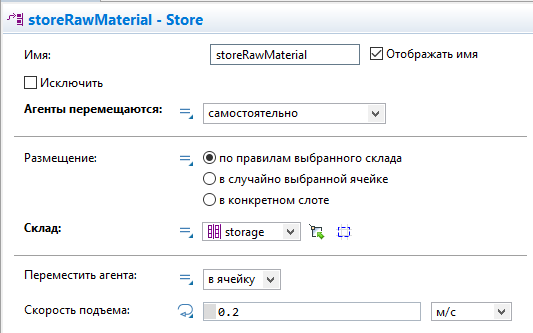 storeRawMaterial - Store
Имя: storeRawMaterial Отображать имя
Исключить
Агенты перемещаются: самостоятельно
Размещение: по правилам выбранного склада
в случайно выбранной ячейке
в конкретном слоте
Склад: storage
Переместить агента: в ячейку
Скорость подъема: 0.2 м/с